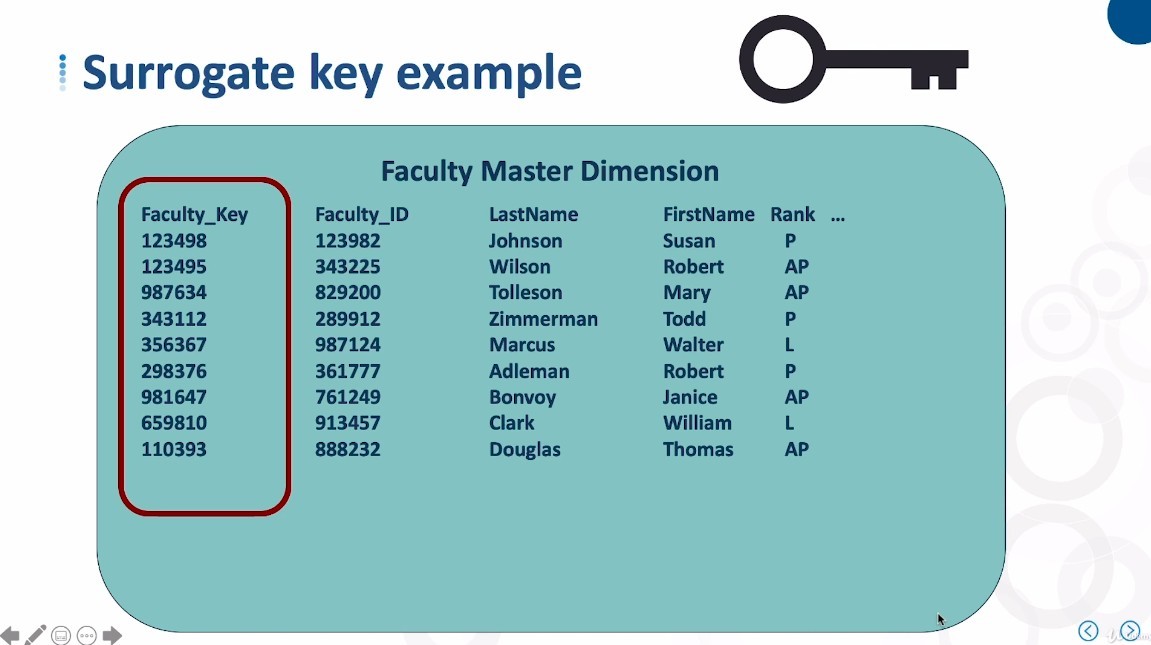 Surrogate key example
Faculty Master Dimension
Faculty_Key Faculty_ID LastName FirstName Rank ...
123498 123982 Johnson Susan P
123495 343225 Wilson Robert AP
987634 829200 Tolleson Mary AP
343112 289912 Zimmerman Todd P
356367 987124 Marcus Walter L
298376 361777 Adleman Robert P
981647 761249 Bonvoy Janice AP
659810 913457 Clark William L
110393 888232 Douglas Thomas AP